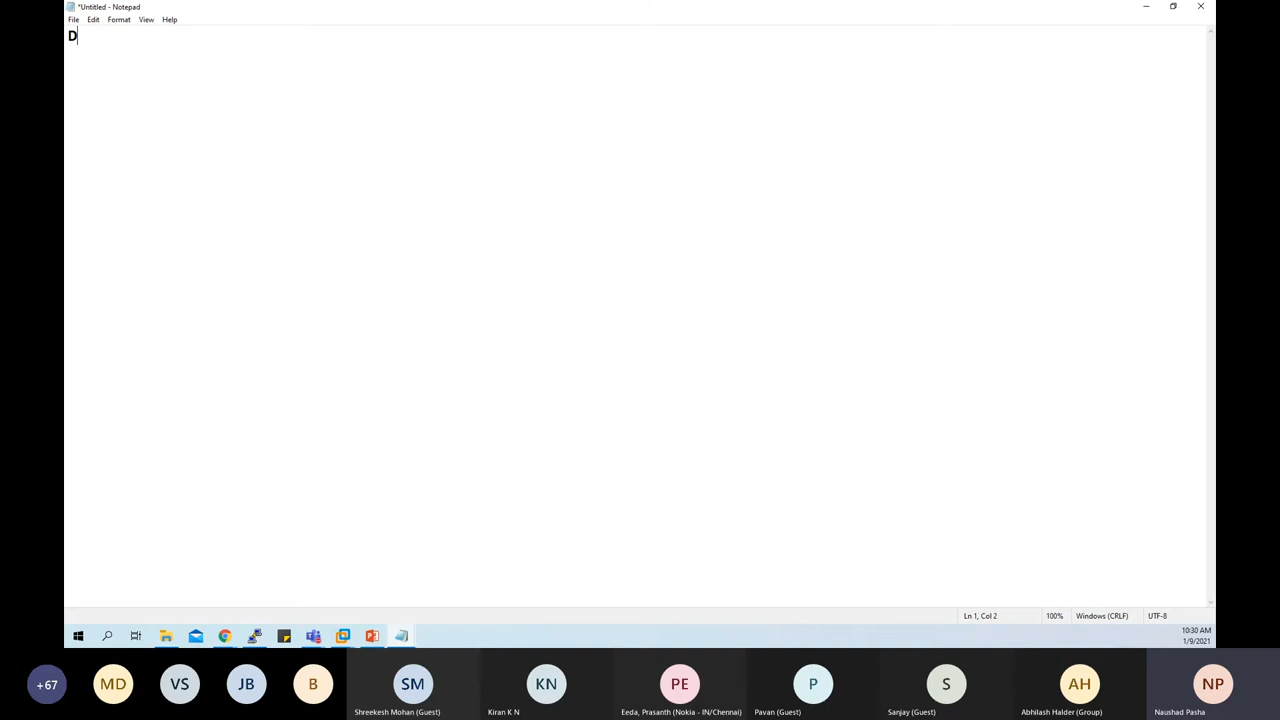 *Untitled - Notepad
File Edit Format View Help
D
Ln 1, Col 2 100% Windows (CRLF) UTF-8
10:30 AM
1/9/2021
+67 MD VS JB B SM KN PE P S AH NP
Shreekesh Mohan (Guest) Kiran K N Eeda, Prasanth (Nokia - IN/Chennai) Pavan (Guest) Sanjay (Guest) Abhilash Halder (Group) Naushad Pasha